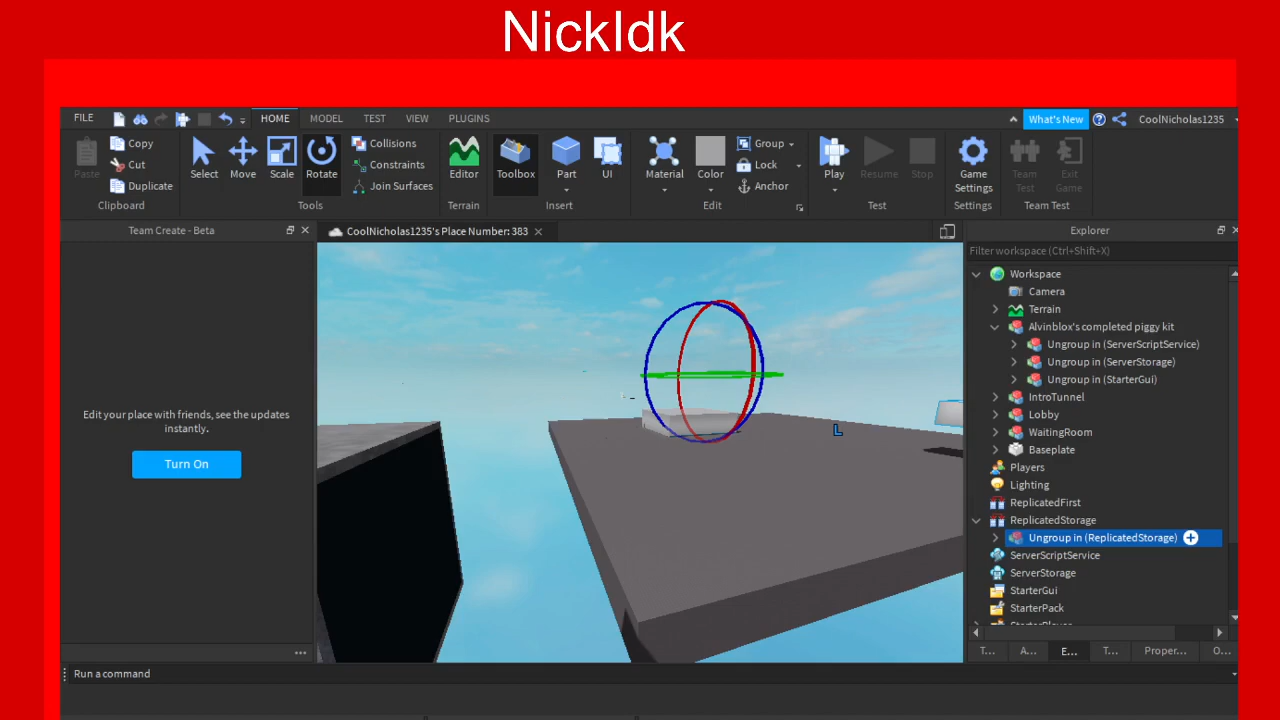 NickIdk
FILE HOME MODEL TEST VIEW PLUGINS What's New CoolNicholas1235
Paste Copy Cut Duplicate
Clipboard
Select Move Scale Rotate Collisions Constraints Join Surfaces
Tools
Editor
Terrain
Toolbox Part UI
Insert
Material Color Group Lock Anchor
Edit
Play Resume Stop
Test
Game Settings
Settings
Team Test Exit Game
Team Test
Team Create - Beta
CoolNicholas1235's Place Number: 383
Explorer
Filter workspace (Ctrl+Shift+X)
Edit your place with friends, see the updates
instantly.
Turn On
Workspace
Camera
Terrain
Alvinblox's completed piggy kit
Ungroup in (ServerScriptService)
Ungroup in (ServerStorage)
Ungroup in (StarterGui)
IntroTunnel
Lobby
WaitingRoom
Baseplate
Players
Lighting
ReplicatedFirst
ReplicatedStorage
Ungroup in (ReplicatedStorage)
ServerScriptService
ServerStorage
StarterGui
StarterPack
T... A... E... T... Proper... O...
Run a command